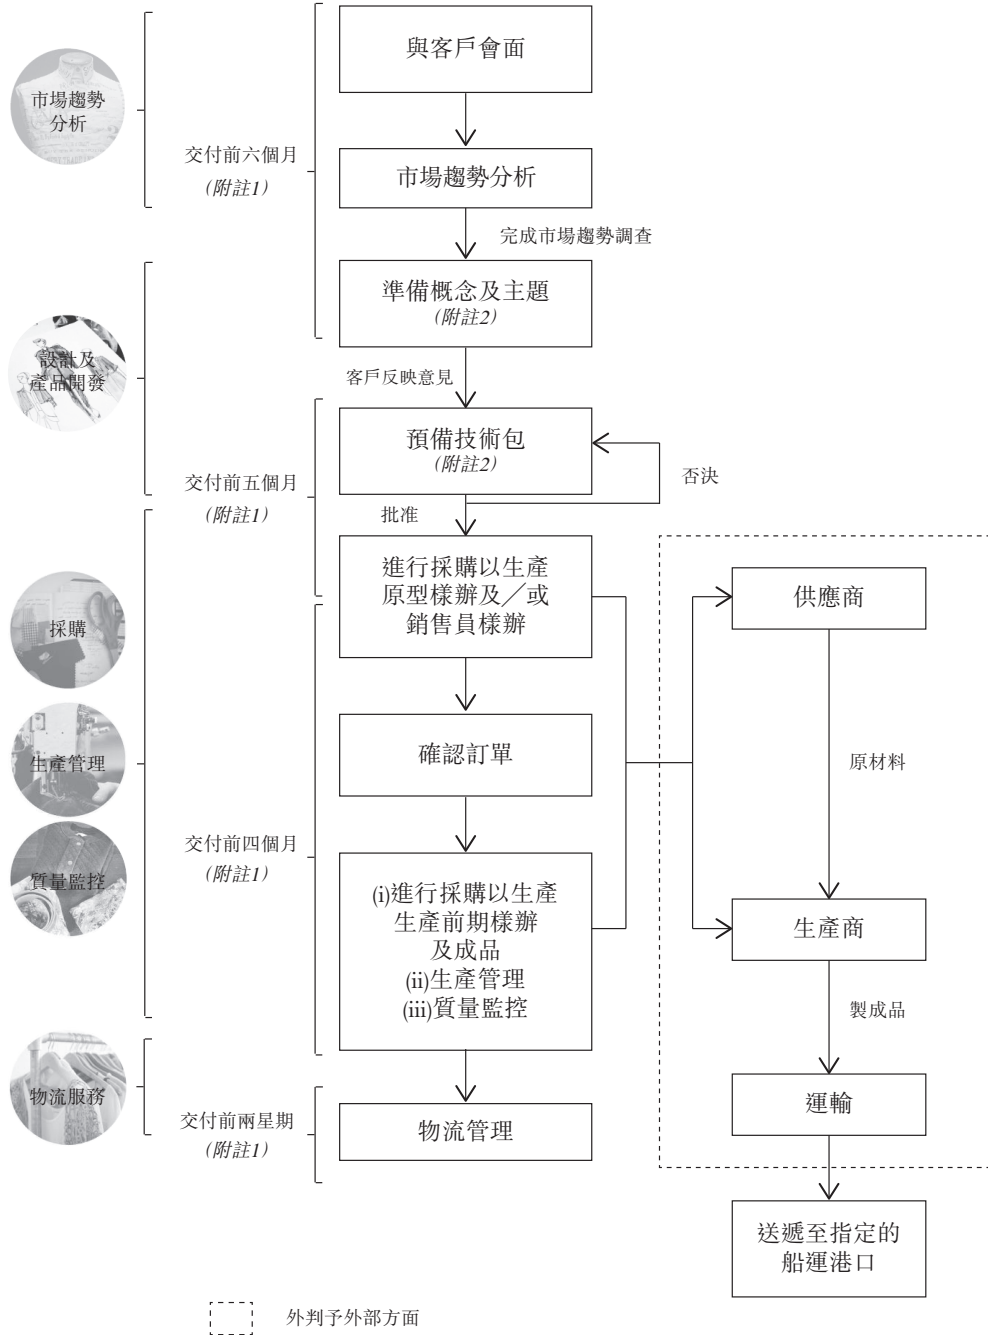 與客戶會面
市場趨勢
分析
交付前六個月
(附註1)
市場趨勢分析
完成市場趨勢調查
準備概念及主題
(附註2)
設計及
產品開發
客戶反映意見
預備技術包
(附註2)
否決
交付前五個月
(附註1)
批准
進行採購以生產
原型樣辦及／或
銷售員樣辦
供應商
採購
確認訂單
生產管理
原材料
交付前四個月
(附註1)
質量監控
(i)進行採購以生產
生產前期樣辦
及成品
(ii)生產管理
(iii)質量監控
生產商
製成品
物流服務
運輸
交付前兩星期
(附註1)
物流管理
送遞至指定的
船運港口
外判予外部方面